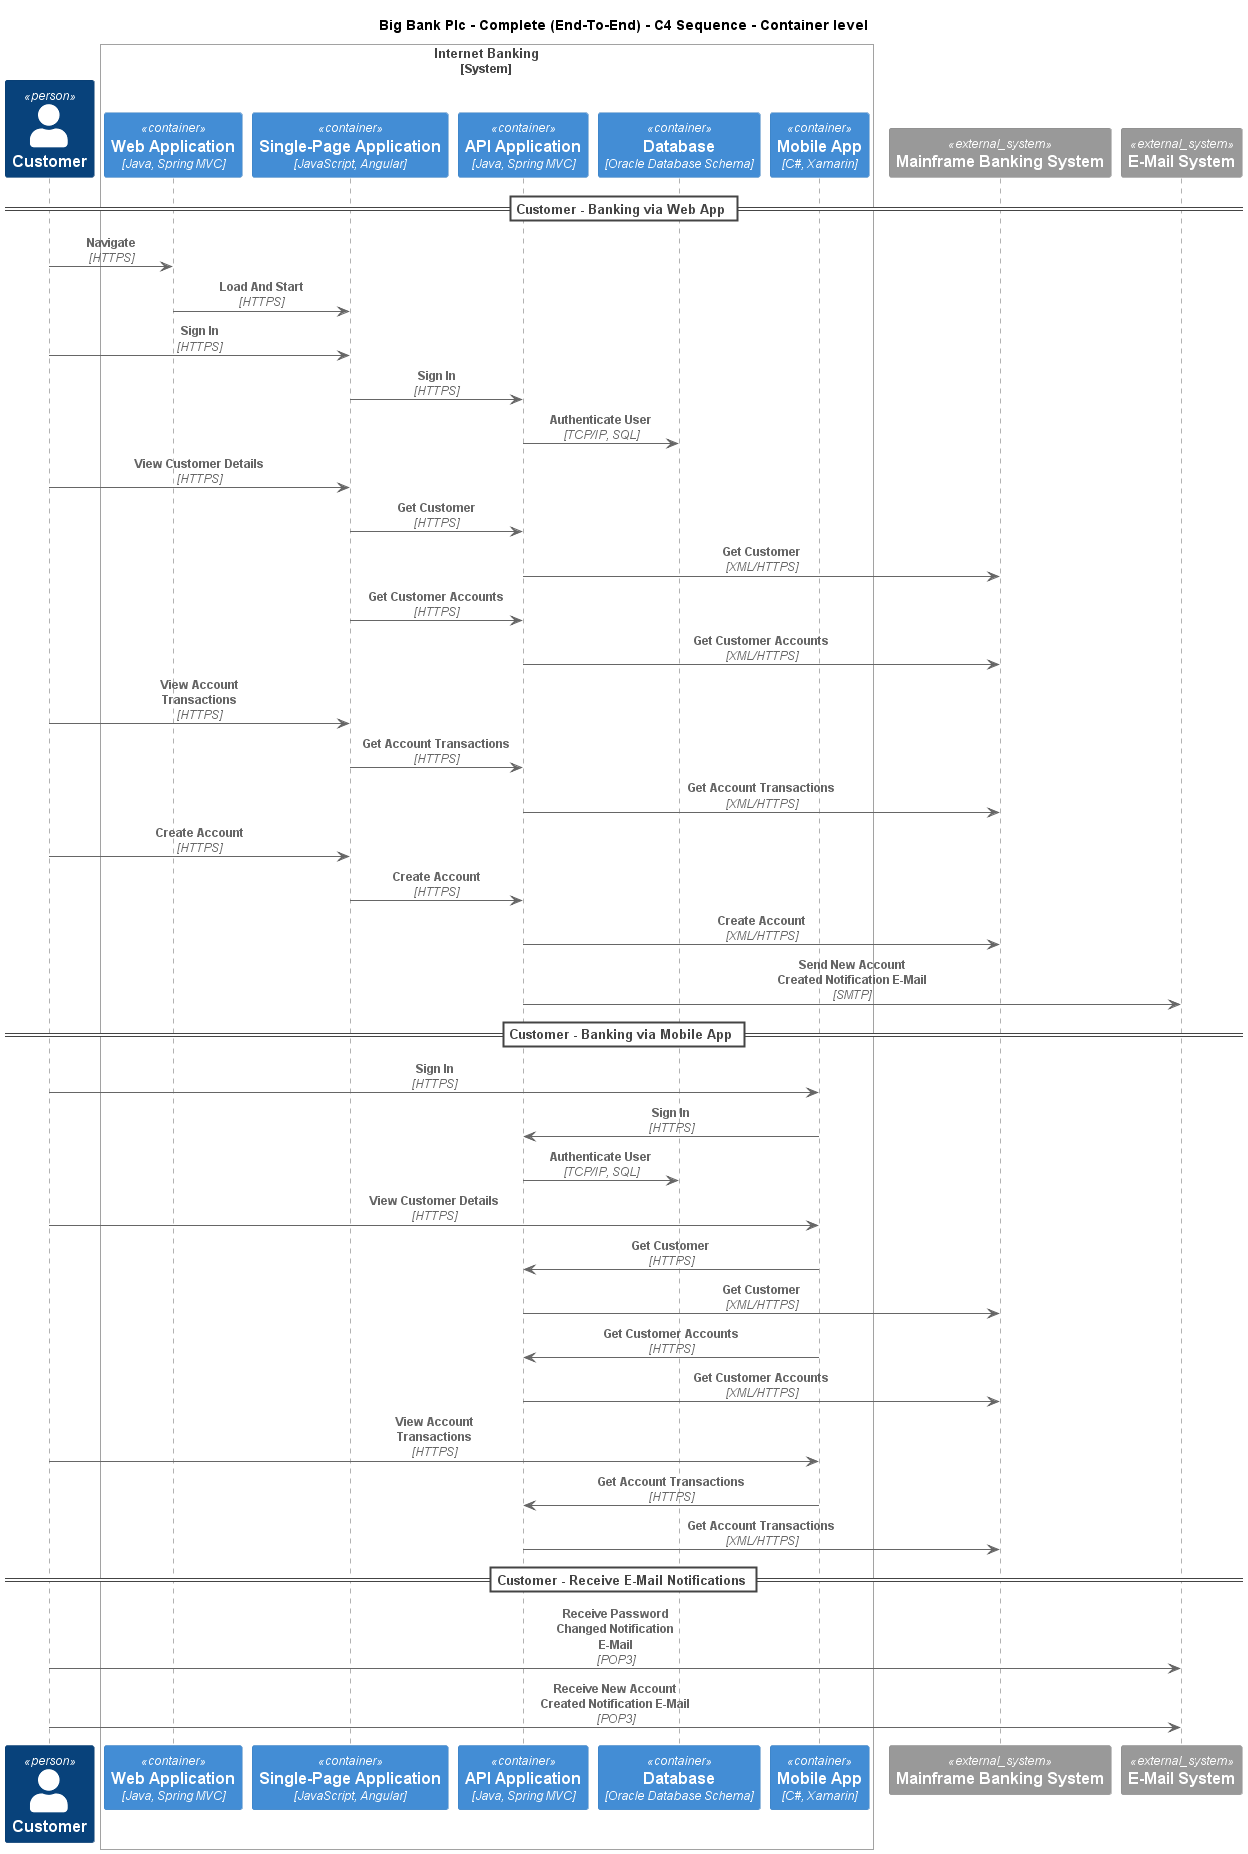 Big Bank Plc - Complete (End-To-End) - C4 Sequence - Container level
Internet Banking
[System]
«person»
Customer
«container»
Web Application
[Java, Spring MVC]
«container»
Single-Page Application
[JavaScript, Angular]
«container»
API Application
[Java, Spring MVC]
«container»
Database
[Oracle Database Schema]
«container»
Mobile App
[C#, Xamarin]
«external_system»
Mainframe Banking System
«external_system»
E-Mail System
Customer - Banking via Web App
Navigate
[HTTPS]
Load And Start
[HTTPS]
Sign In
[HTTPS]
Sign In
[HTTPS]
Authenticate User
[TCP/IP, SQL]
View Customer Details
[HTTPS]
Get Customer
[HTTPS]
Get Customer
[XML/HTTPS]
Get Customer Accounts
[HTTPS]
Get Customer Accounts
[XML/HTTPS]
View Account
Transactions
[HTTPS]
Get Account Transactions
[HTTPS]
Get Account Transactions
[XML/HTTPS]
Create Account
[HTTPS]
Create Account
[HTTPS]
Create Account
[XML/HTTPS]
Send New Account
Created Notification E-Mail
[SMTP]
Customer - Banking via Mobile App
Sign In
[HTTPS]
Sign In
[HTTPS]
Authenticate User
[TCP/IP, SQL]
View Customer Details
[HTTPS]
Get Customer
[HTTPS]
Get Customer
[XML/HTTPS]
Get Customer Accounts
[HTTPS]
Get Customer Accounts
[XML/HTTPS]
View Account
Transactions
[HTTPS]
Get Account Transactions
[HTTPS]
Get Account Transactions
[XML/HTTPS]
Customer - Receive E-Mail Notifications
Receive Password
Changed Notification
E-Mail
[POP3]
Receive New Account
Created Notification E-Mail
[POP3]
«person»
Customer
«container»
Web Application
[Java, Spring MVC]
«container»
Single-Page Application
[JavaScript, Angular]
«container»
API Application
[Java, Spring MVC]
«container»
Database
[Oracle Database Schema]
«container»
Mobile App
[C#, Xamarin]
«external_system»
Mainframe Banking System
«external_system»
E-Mail System